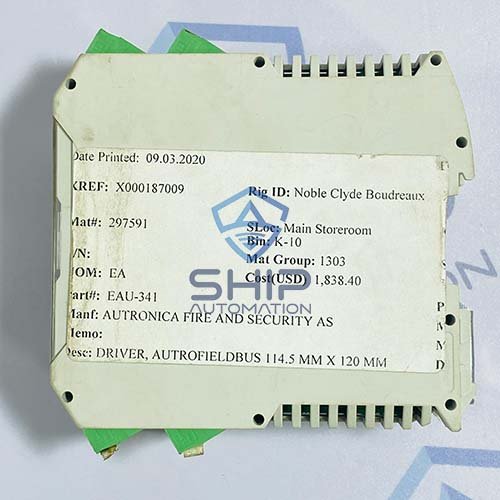 Date Printed: 09.03.2020
XREF: X000187009
Rig ID: Noble Clyde Boudreaux
Mat#: 297591
SLoc: Main Storeroom
Bin: K-10
/N:
Mat Group: 1303
UOM: EA
Cost(USD) 1,838.40
SHIP
AUTOMATION
Part#: EAU-341
Manf: AUTRONICA FIRE AND SECURITY AS
Memo:
Desc: DRIVER, AUTROFIELDBUS 114.5 MM X 120 MM
P
M
M
D